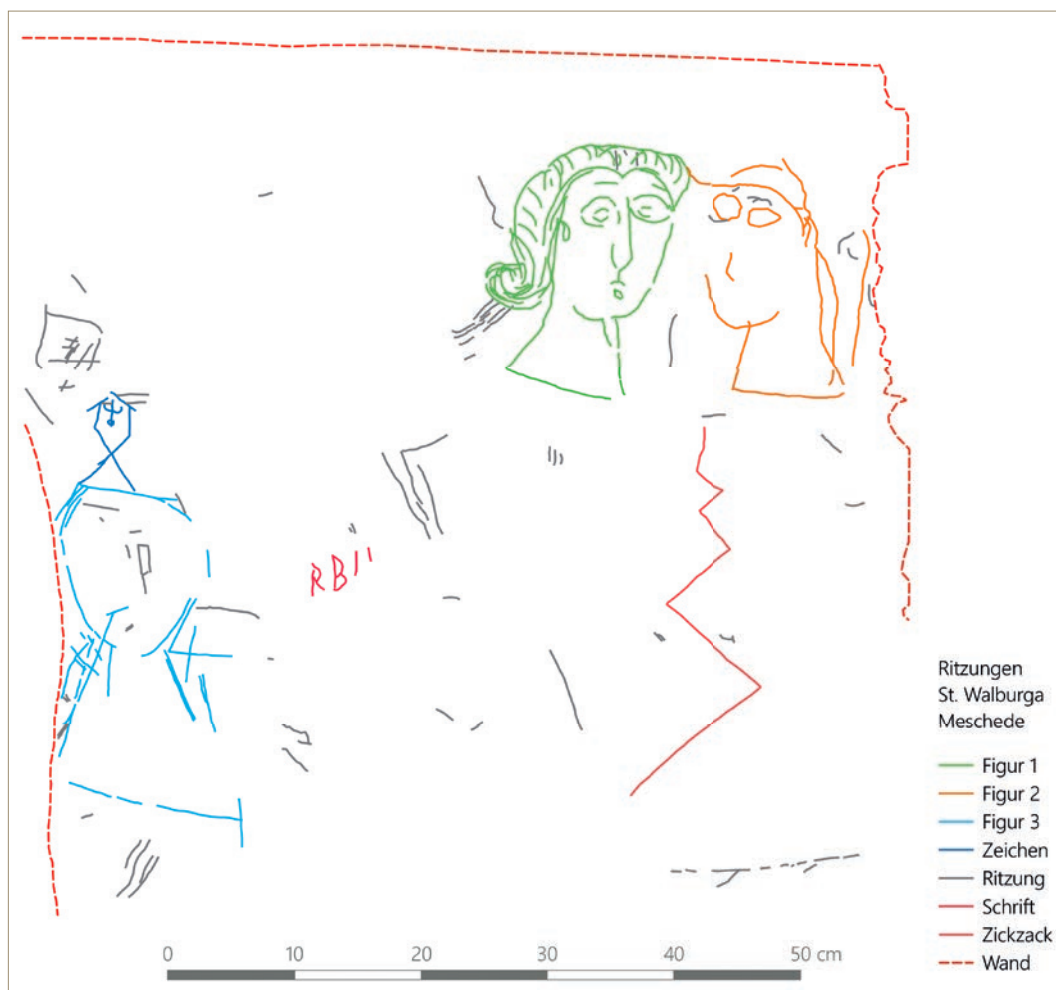 RBII
0 10 20 30 40 50 cm
Ritzungen
St. Walburga
Meschede
Figur 1
Figur 2
Figur 3
Zeichen
Ritzung
Schrift
Zickzack
Wand